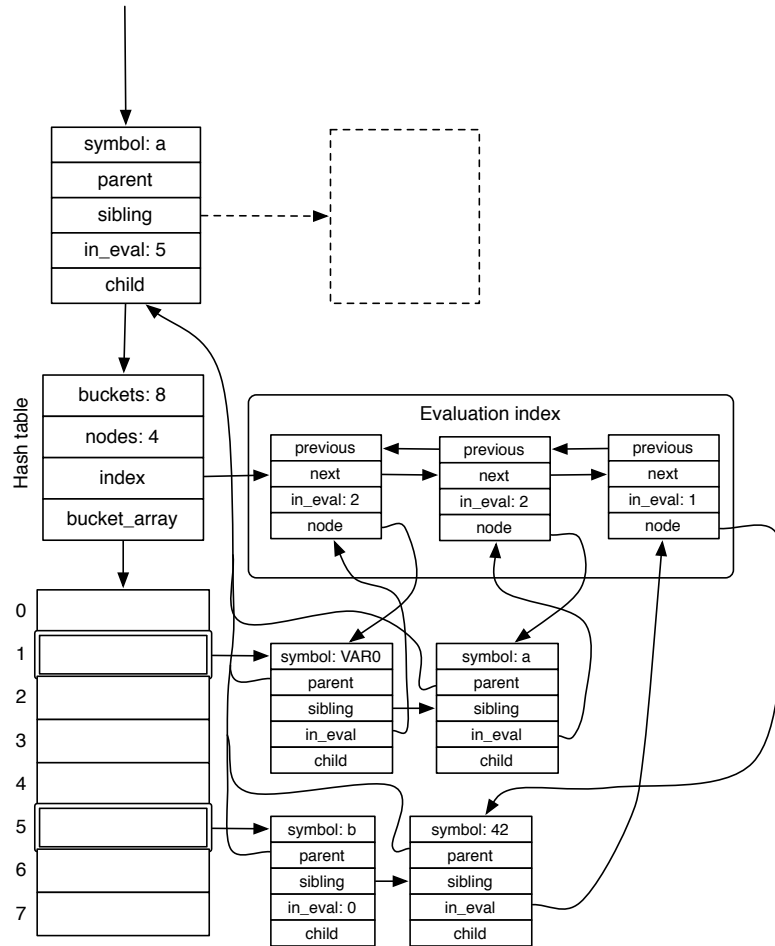 symbol: a
parent
sibling
in_eval: 5
child
Hash table
buckets: 8
nodes: 4
index
bucket_array
Evaluation index
previous
next
in_eval: 2
node
previous
next
in_eval: 2
node
previous
next
in_eval: 1
node
0
1
2
3
4
5
6
7
symbol: VAR0
parent
sibling
in_eval
child
symbol: a
parent
sibling
in_eval
child
symbol: b
parent
sibling
in_eval: 0
child
symbol: 42
parent
sibling
in_eval
child